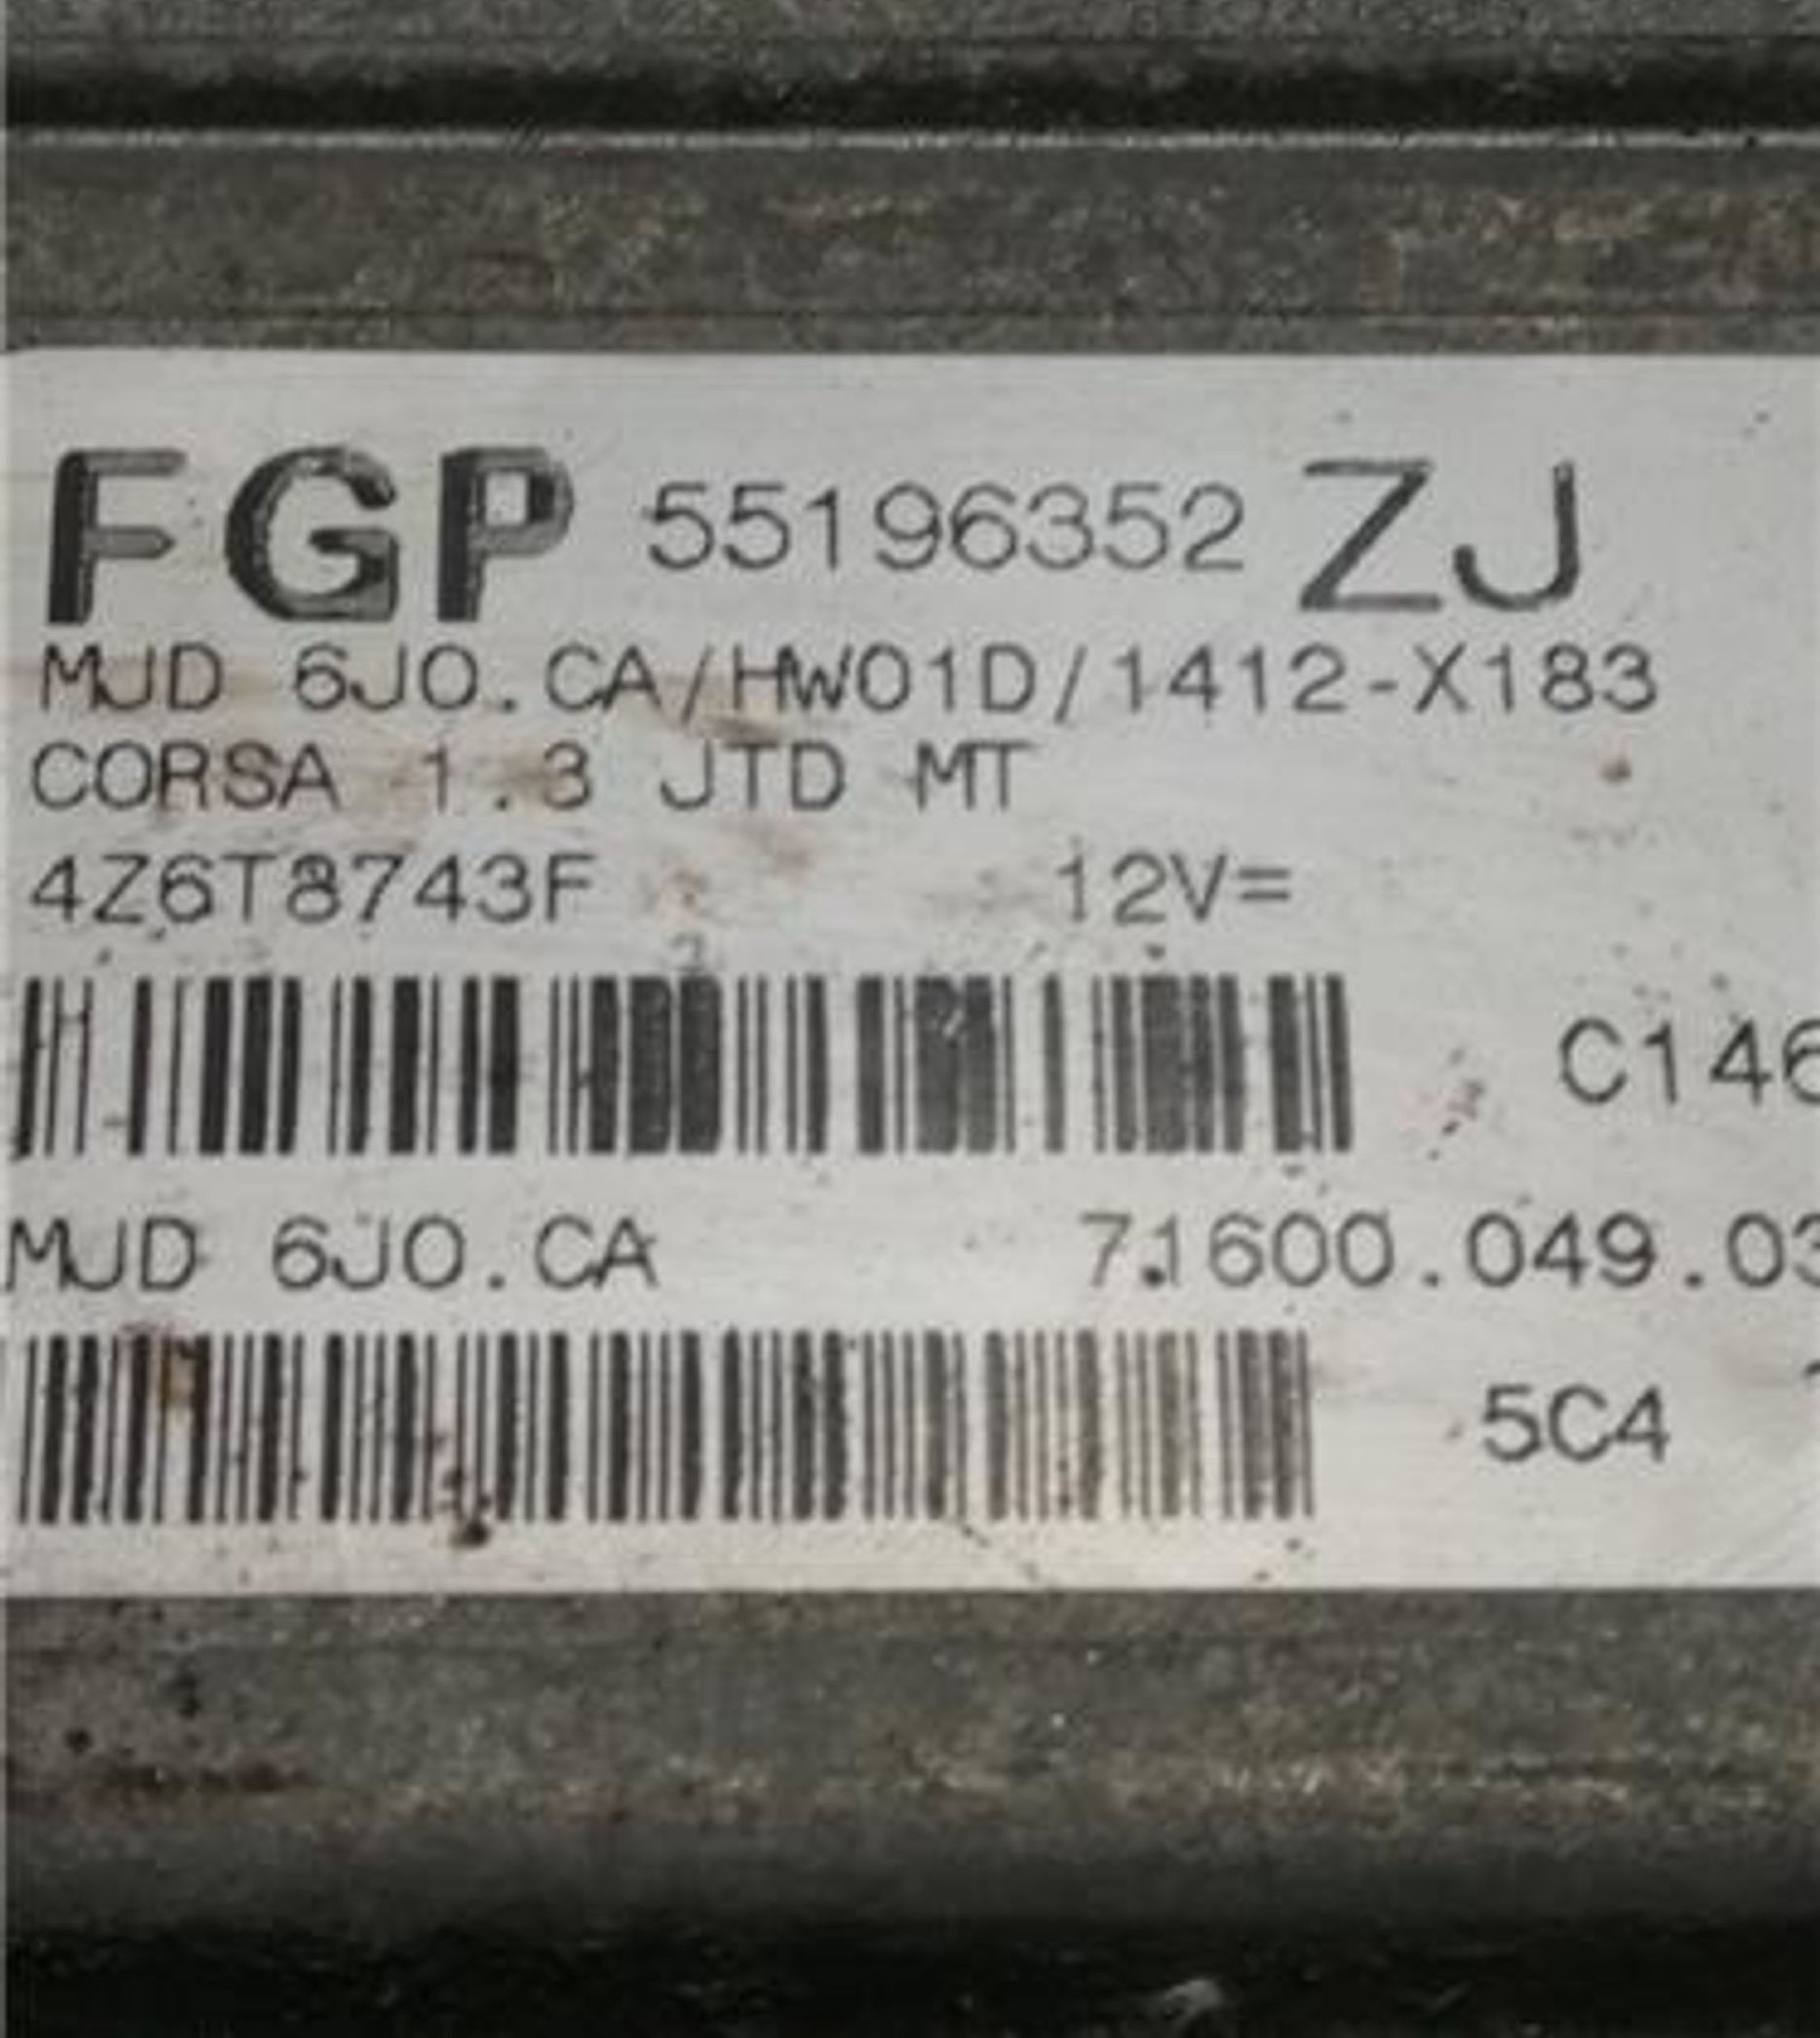 FGP 55196352 ZJ
MJD 6JO.CA/HW01D/1412-X183
CORSA 1.3 JTD MT
4Z6T8743F 12V=
C146
MJD 6JO.CA 71600.049.03
5C4